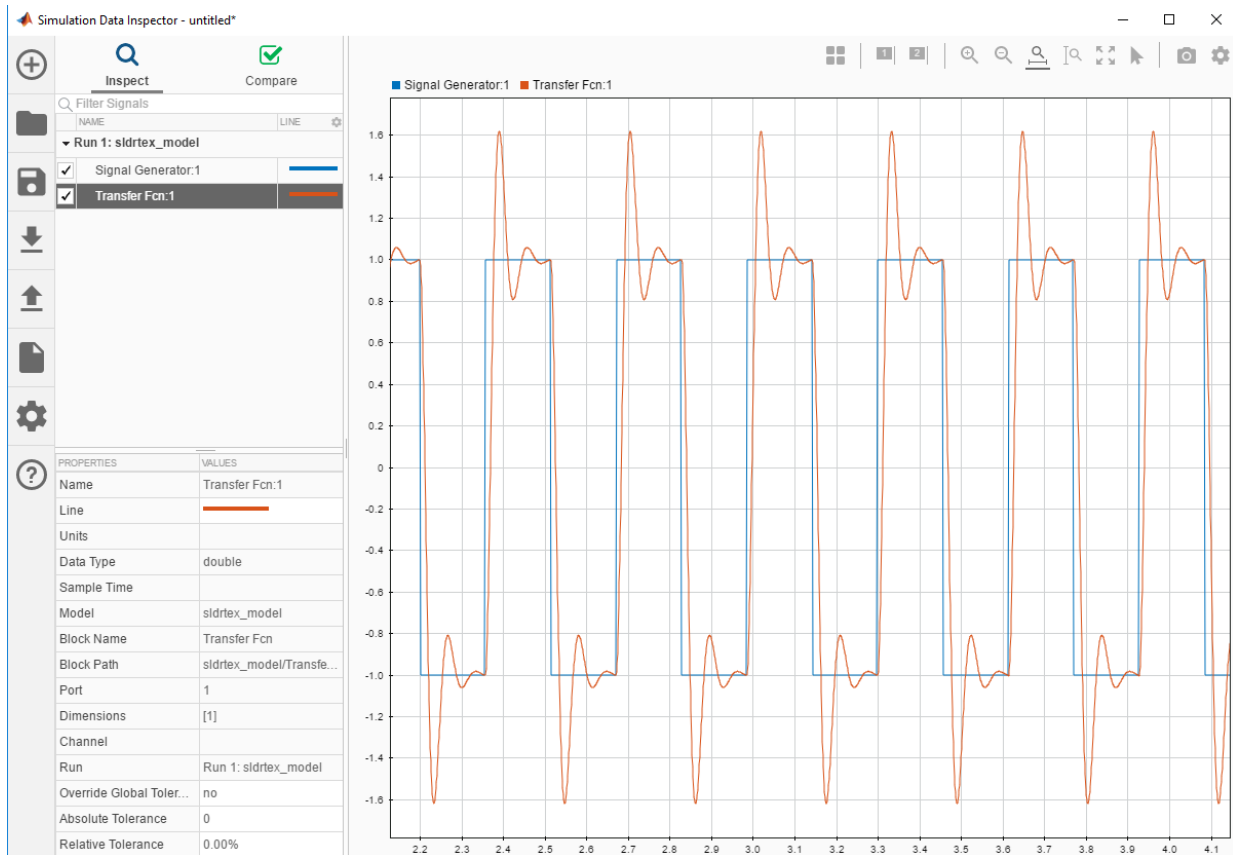 Simulation Data Inspector - untitled*
Inspect
Compare
Filter Signals
NAME LINE
Run 1: sldrtex_model
Signal Generator:1
Transfer Fcn:1
PROPERTIES VALUES
Name Transfer Fcn:1
Line
Units
Data Type double
Sample Time
Model sldrtex_model
Block Name Transfer Fcn
Block Path sldrtex_model/Transfe...
Port 1
Dimensions [1]
Channel
Run Run 1: sldrtex_model
Override Global Toler... no
Absolute Tolerance 0
Relative Tolerance 0.00%
1 2
Signal Generator:1 Transfer Fcn:1
1.6
1.4
1.2
1.0
0.8
0.6
0.4
0.2
0
-0.2
-0.4
-0.6
-0.8
-1.0
-1.2
-1.4
-1.6
2.2 2.3 2.4 2.5 2.6 2.7 2.8 2.9 3.0 3.1 3.2 3.3 3.4 3.5 3.6 3.7 3.8 3.9 4.0 4.1